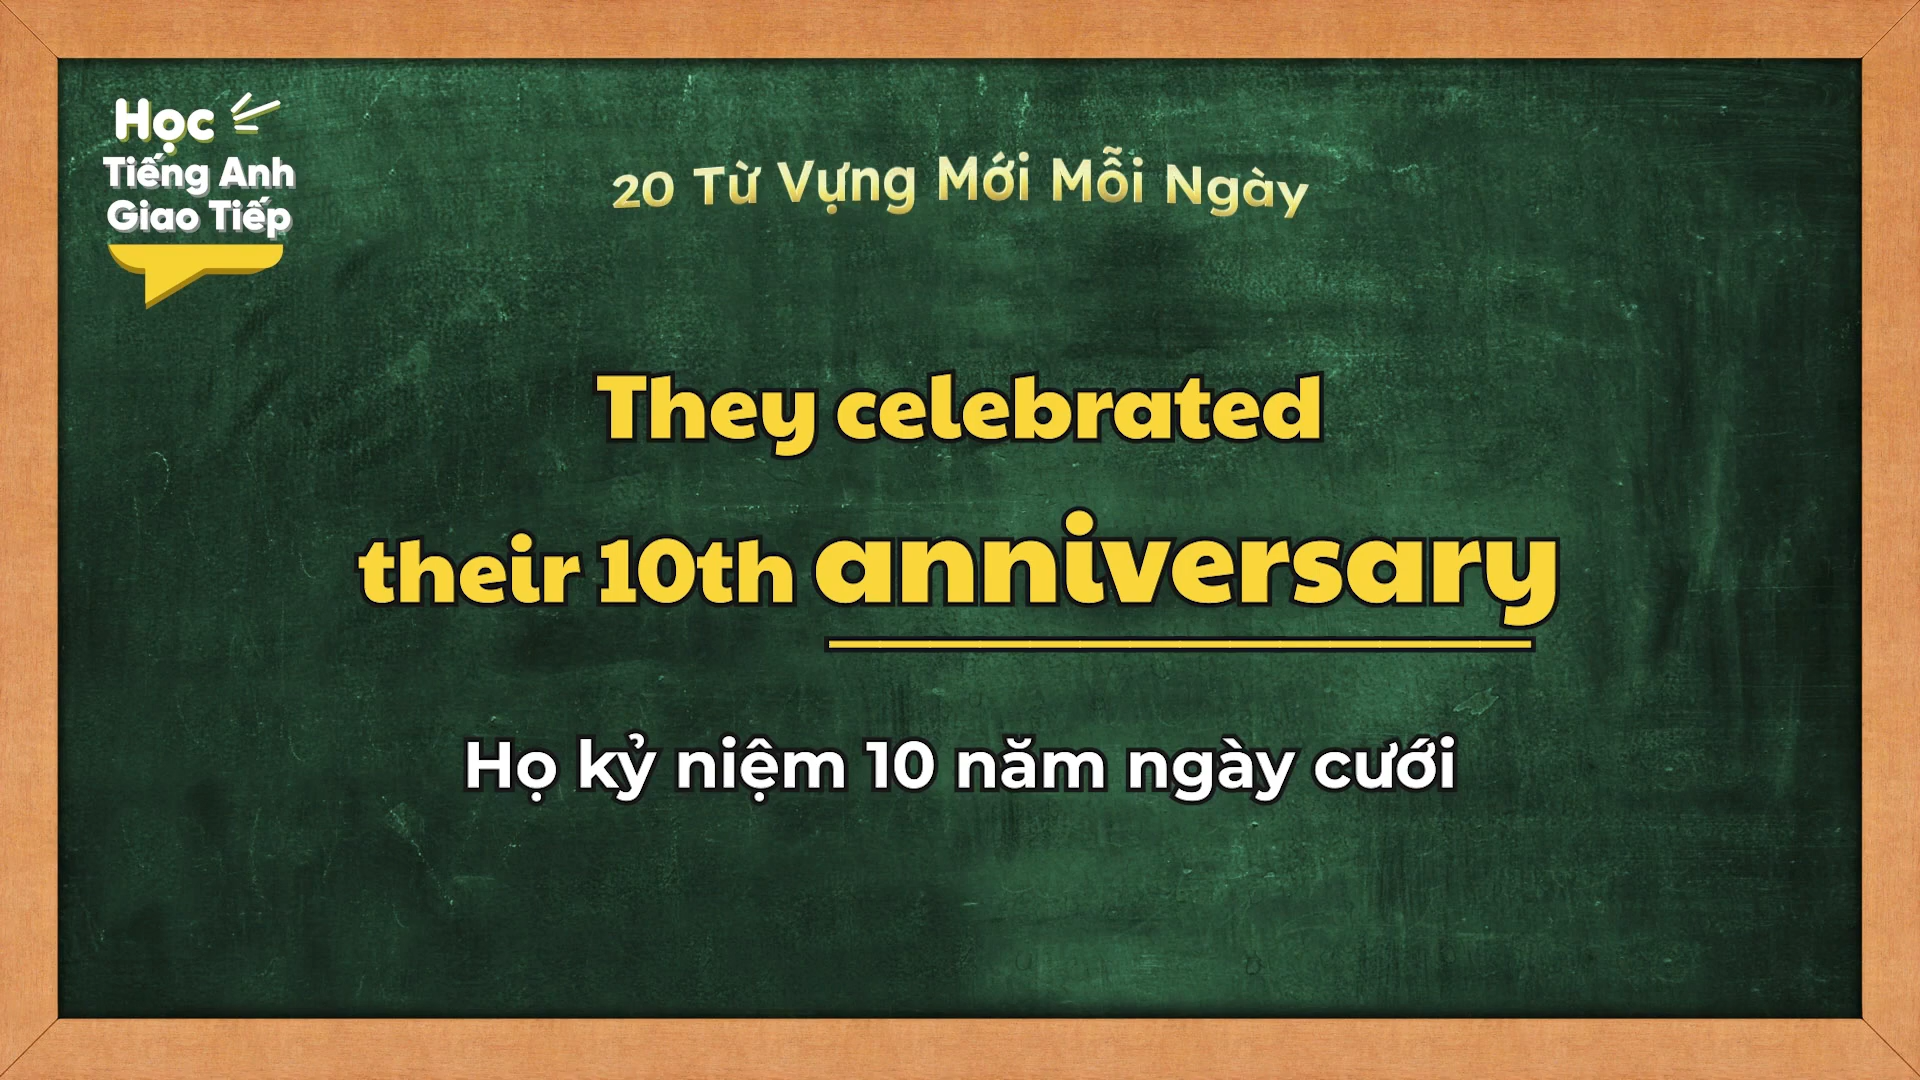 Học
Tiếng Anh
Giao Tiếp
20 Từ Vựng Mới Mỗi Ngày
They celebrated
their 10th anniversary
Họ kỷ niệm 10 năm ngày cưới